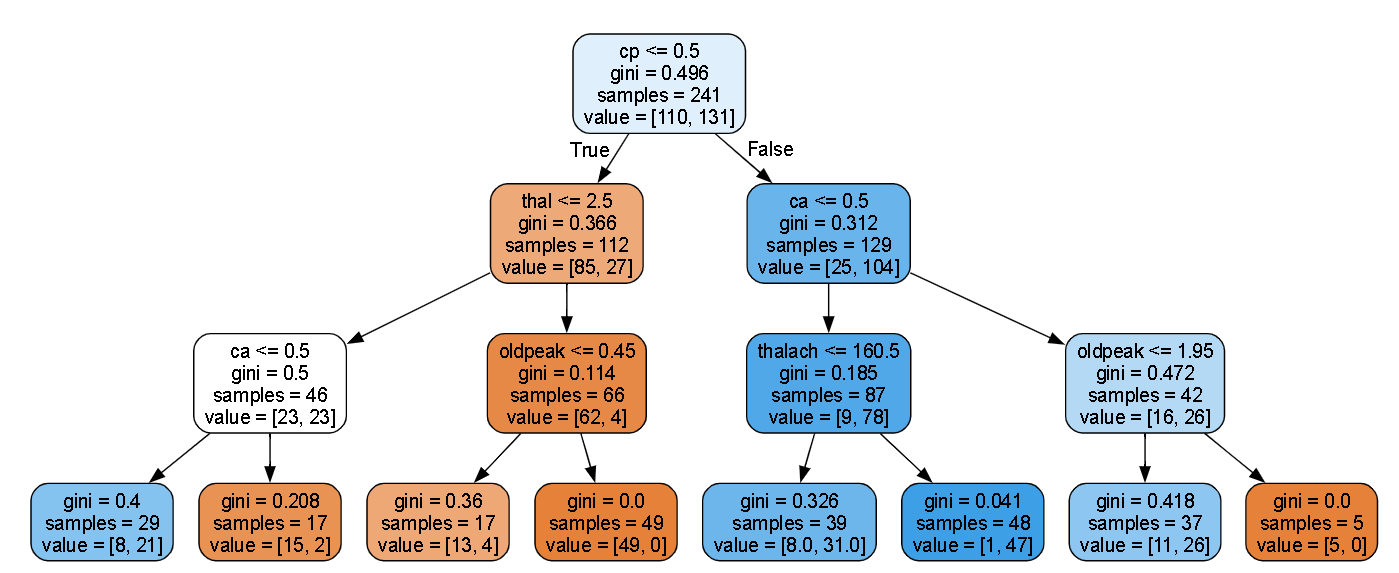 cp <= 0.5
gini = 0.496
samples = 241
value = [110, 131]
True
False
thal <= 2.5
gini = 0.366
samples = 112
value = [85, 27]
ca <= 0.5
gini = 0.312
samples = 129
value = [25, 104]
ca <= 0.5
gini = 0.5
samples = 46
value = [23, 23]
oldpeak <= 0.45
gini = 0.114
samples = 66
value = [62, 4]
thalach <= 160.5
gini = 0.185
samples = 87
value = [9, 78]
oldpeak <= 1.95
gini = 0.472
samples = 42
value = [16, 26]
gini = 0.4
samples = 29
value = [8, 21]
gini = 0.208
samples = 17
value = [15, 2]
gini = 0.36
samples = 17
value = [13, 4]
gini = 0.0
samples = 49
value = [49, 0]
gini = 0.326
samples = 39
value = [8.0, 31.0]
gini = 0.041
samples = 48
value = [1, 47]
gini = 0.418
samples = 37
value = [11, 26]
gini = 0.0
samples = 5
value = [5, 0]